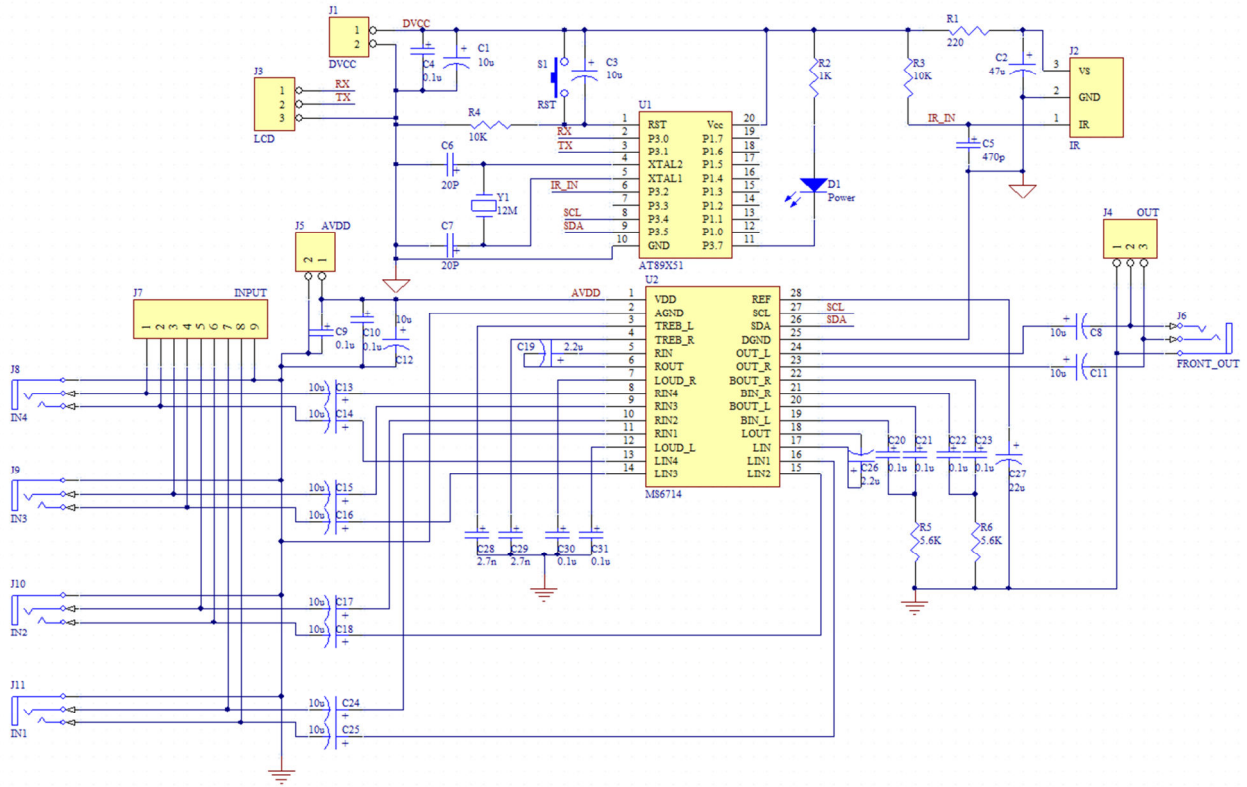 J1
1
2
DVCC
DVCC
C4
0.1u
C1
10u
S1
RST
C3
10u
R1
220
C2
47u
J2
3 VS
2 GND
1 IR
IR
R2
1K
R3
10K
IR_IN
C5
470p
D1
Power
J3
1 RX
2 TX
3
LCD
R4
10K
C6
20P
Y1
12M
C7
20P
U1
1 RST Vcc 20
RX 2 P3.0 P1.7 19
TX 3 P3.1 P1.6 18
4 XTAL2 P1.5 17
5 XTAL1 P1.4 16
IR_IN 6 P3.2 P1.3 15
7 P3.3 P1.2 14
SCL 8 P3.4 P1.1 13
SDA 9 P3.5 P1.0 12
10 GND P3.7 11
AT89X51
J5 AVDD
2 1
J4 OUT
1 2 3
J7 INPUT
1 2 3 4 5 6 7 8 9
AVDD
C9
0.1u
C10
0.1u
10u
C12
U2
1 VDD REF 28
2 AGND SCL 27 SCL
3 TREB_L SDA 26 SDA
4 TREB_R DGND 25
5 RIN OUT_L 24
6 ROUT OUT_R 23
7 LOUD_R BOUT_R 22
8 RIN4 BIN_R 21
9 RIN3 BOUT_L 20
10 RIN2 BIN_L 19
11 RIN1 LOUT 18
12 LOUD_L LIN 17
13 LIN4 LIN1 16
14 LIN3 LIN2 15
MS6714
C19 2.2u
10u C8
10u C11
J6
FRONT_OUT
J8
IN4
10u C13
10u C14
J9
IN3
10u C15
10u C16
J10
IN2
10u C17
10u C18
J11
IN1
10u C24
10u C25
C28
2.7n
C29
2.7n
C30
0.1u
C31
0.1u
C26
2.2u
C20
0.1u
C21
0.1u
C22
0.1u
C23
0.1u
C27
22u
R5
5.6K
R6
5.6K